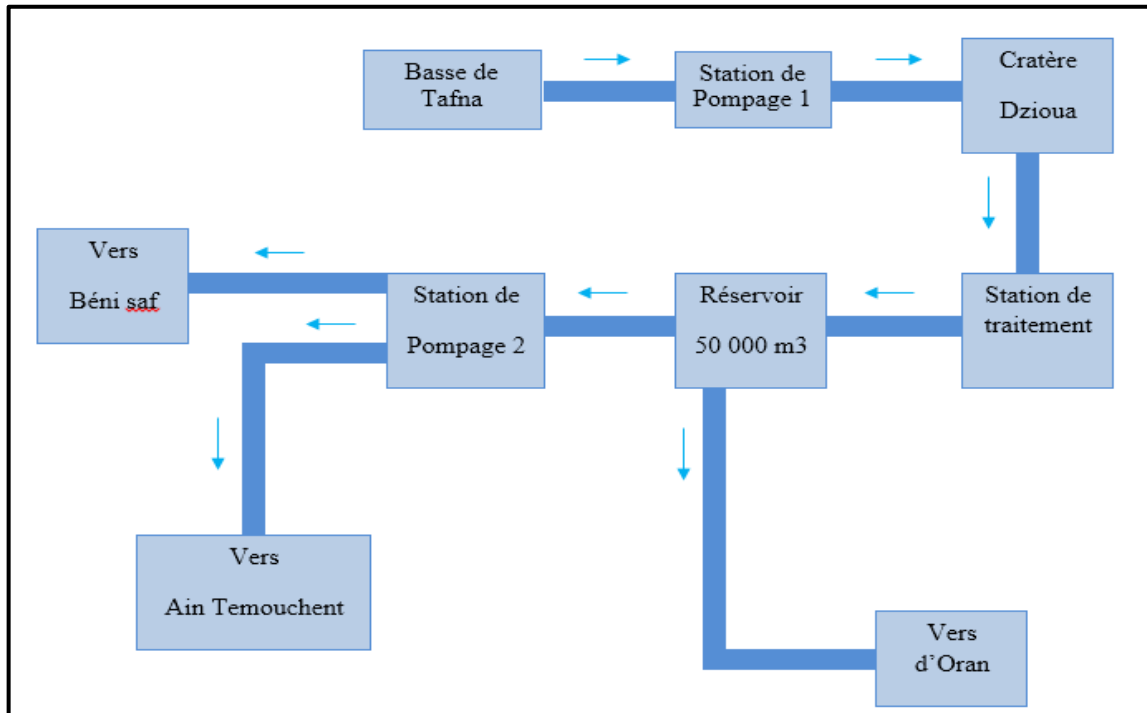 Basse de
Tafna
Station de
Pompage 1
Cratère
Dzioua
Vers
Béni saf
Station de
Pompage 2
Réservoir
50 000 m3
Station de
traitement
Vers
Ain Temouchent
Vers
d’Oran